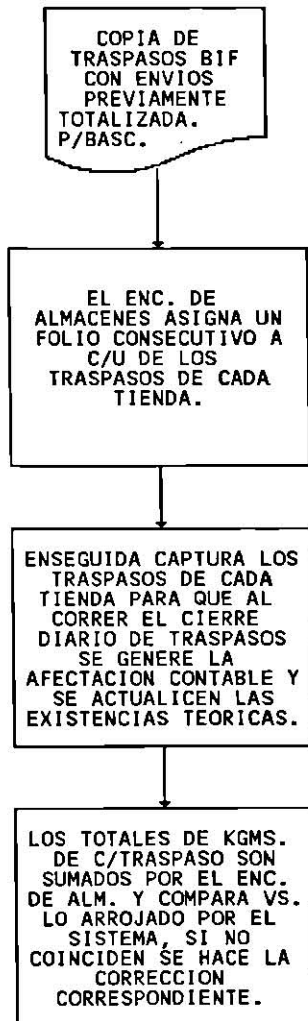 COPIA DE
TRASPASOS BIF
CON ENVIOS
PREVIAMENTE
TOTALIZADA.
P/BASC.
EL ENC. DE
ALMACENES ASIGNA UN
FOLIO CONSECUTIVO A
C/U DE LOS
TRASPASOS DE CADA
TIENDA.
ENSEGUIDA CAPTURA LOS
TRASPASOS DE CADA
TIENDA PARA QUE AL
CORRER EL CIERRE
DIARIO DE TRASPASOS
SE GENERE LA
AFECTACION CONTABLE Y
SE ACTUALICEN LAS
EXISTENCIAS TEORICAS.
LOS TOTALES DE KGMS.
DE C/TRASPASO SON
SUMADOS POR EL ENC.
DE ALM. Y COMPARA VS.
LO ARROJADO POR EL
SISTEMA, SI NO
COINCIDEN SE HACE LA
CORRECCION
CORRESPONDIENTE.